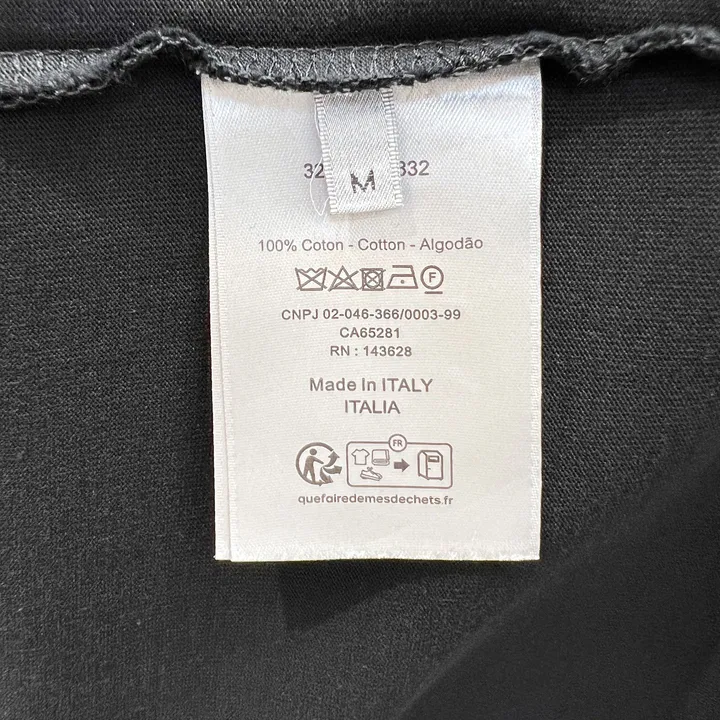 32 332
M
100% Coton - Cotton - Algodão
F
CNPJ 02-046-366/0003-99
CA65281
RN : 143628
Made In ITALY
ITALIA
FR
quefairedemesdechets.fr